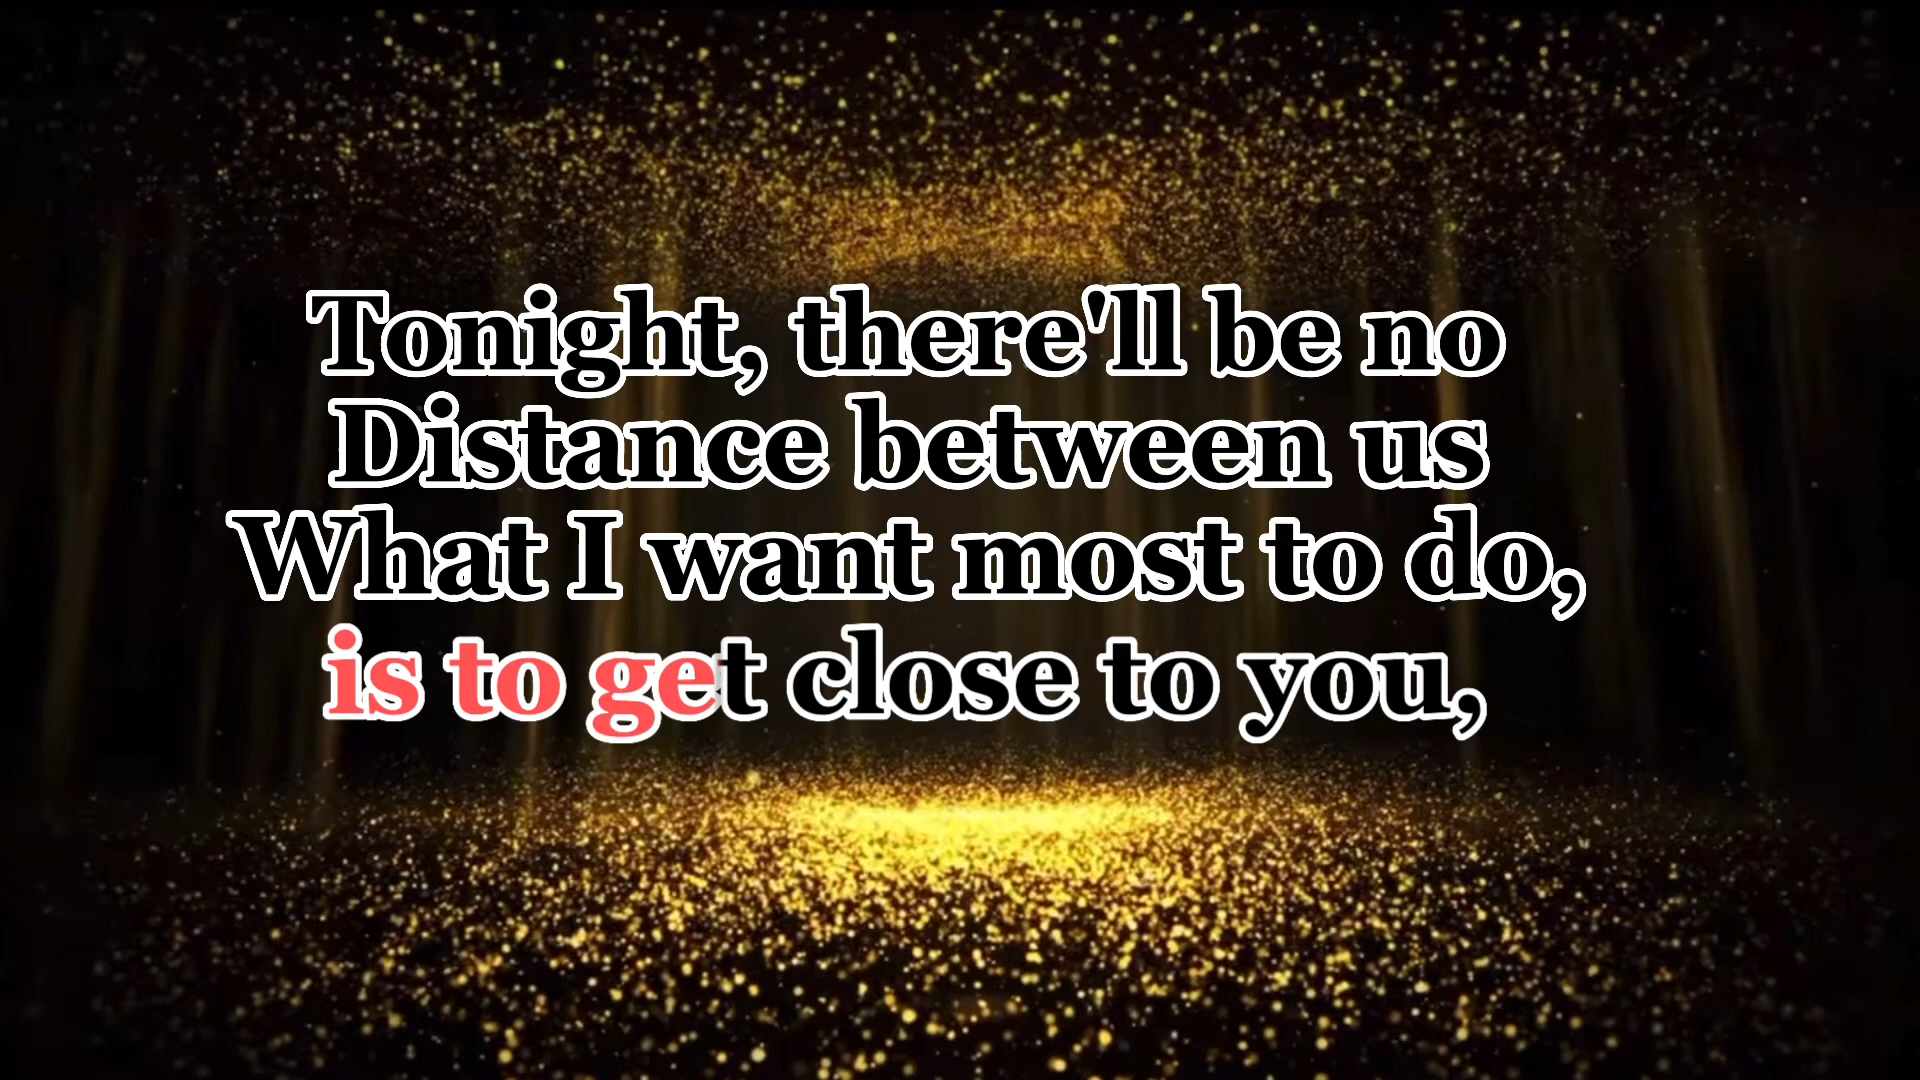 Tonight, there'll be no
Distance between us
What I want most to do,
is to get close to you,